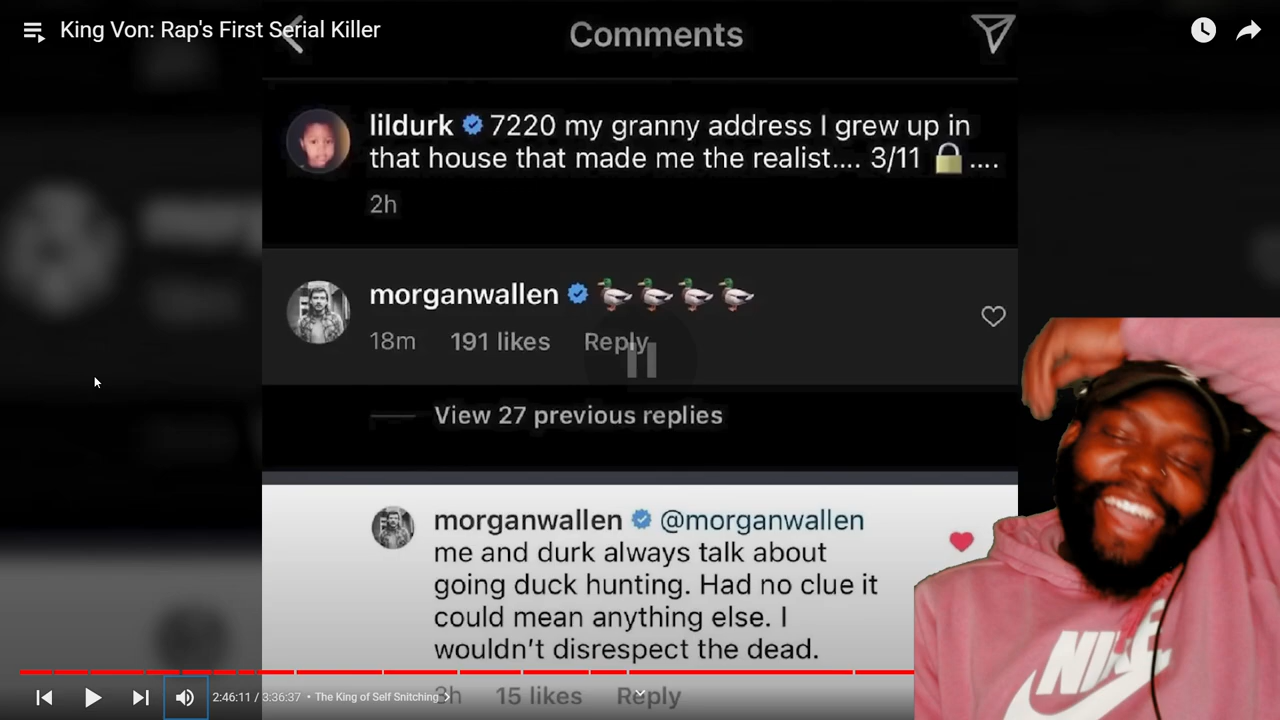 King Von: Rap's First Serial Killer
Comments
lildurk 7220 my granny address I grew up in
that house that made me the realist.... 3/11 🔒....
2h
morganwallen 🦆🦆🦆🦆
18m 191 likes Reply
View 27 previous replies
morganwallen @morganwallen
me and durk always talk about
going duck hunting. Had no clue it
could mean anything else. I
wouldn't disrespect the dead.
3h 15 likes Reply
2:46:11 / 3:36:37 • The King of Self Snitching
NIKE